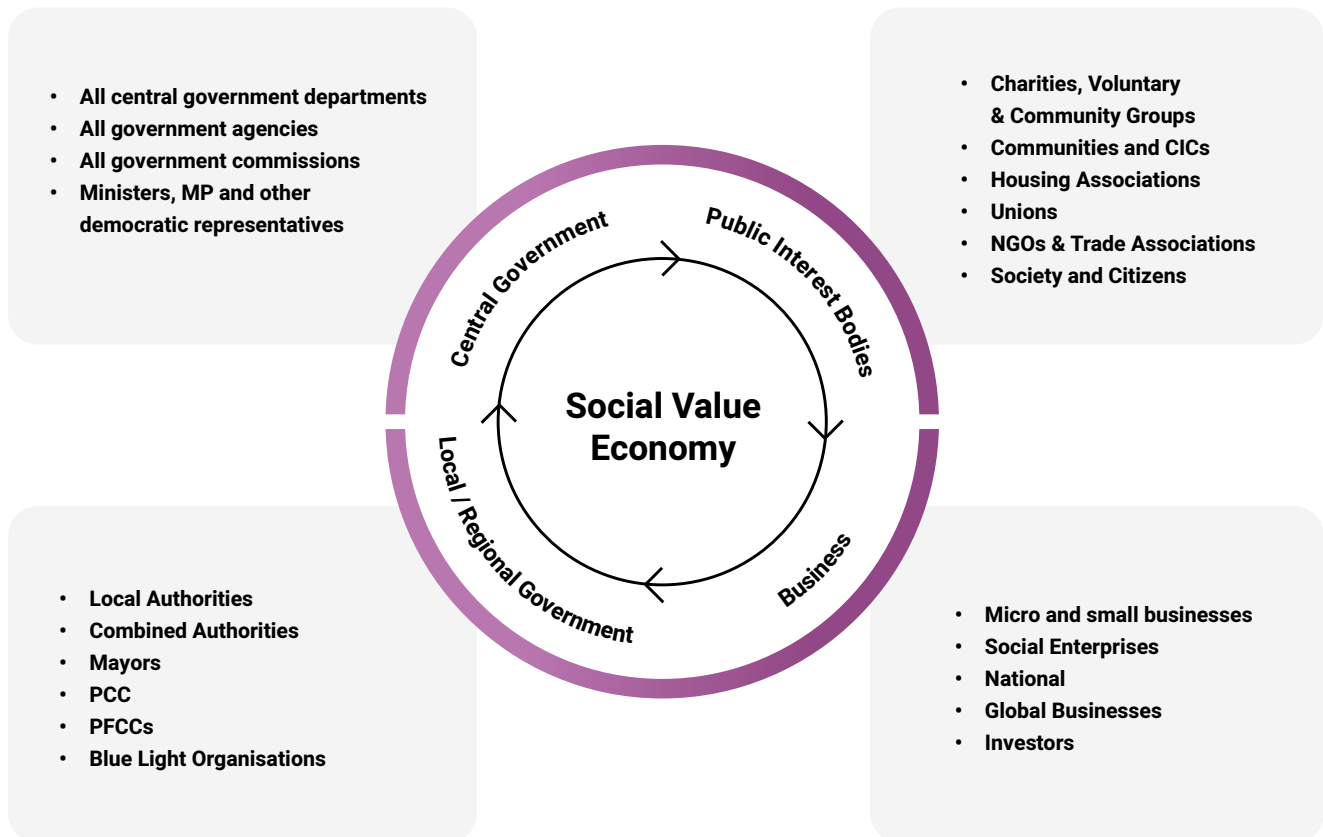 • All central government departments
• All government agencies
• All government commissions
• Ministers, MP and other
democratic representatives
• Charities, Voluntary
& Community Groups
• Communities and CICs
• Housing Associations
• Unions
• NGOs & Trade Associations
• Society and Citizens
Central Government
Public Interest Bodies
Social Value
Economy
Local / Regional Government
Business
• Local Authorities
• Combined Authorities
• Mayors
• PCC
• PFCCs
• Blue Light Organisations
• Micro and small businesses
• Social Enterprises
• National
• Global Businesses
• Investors